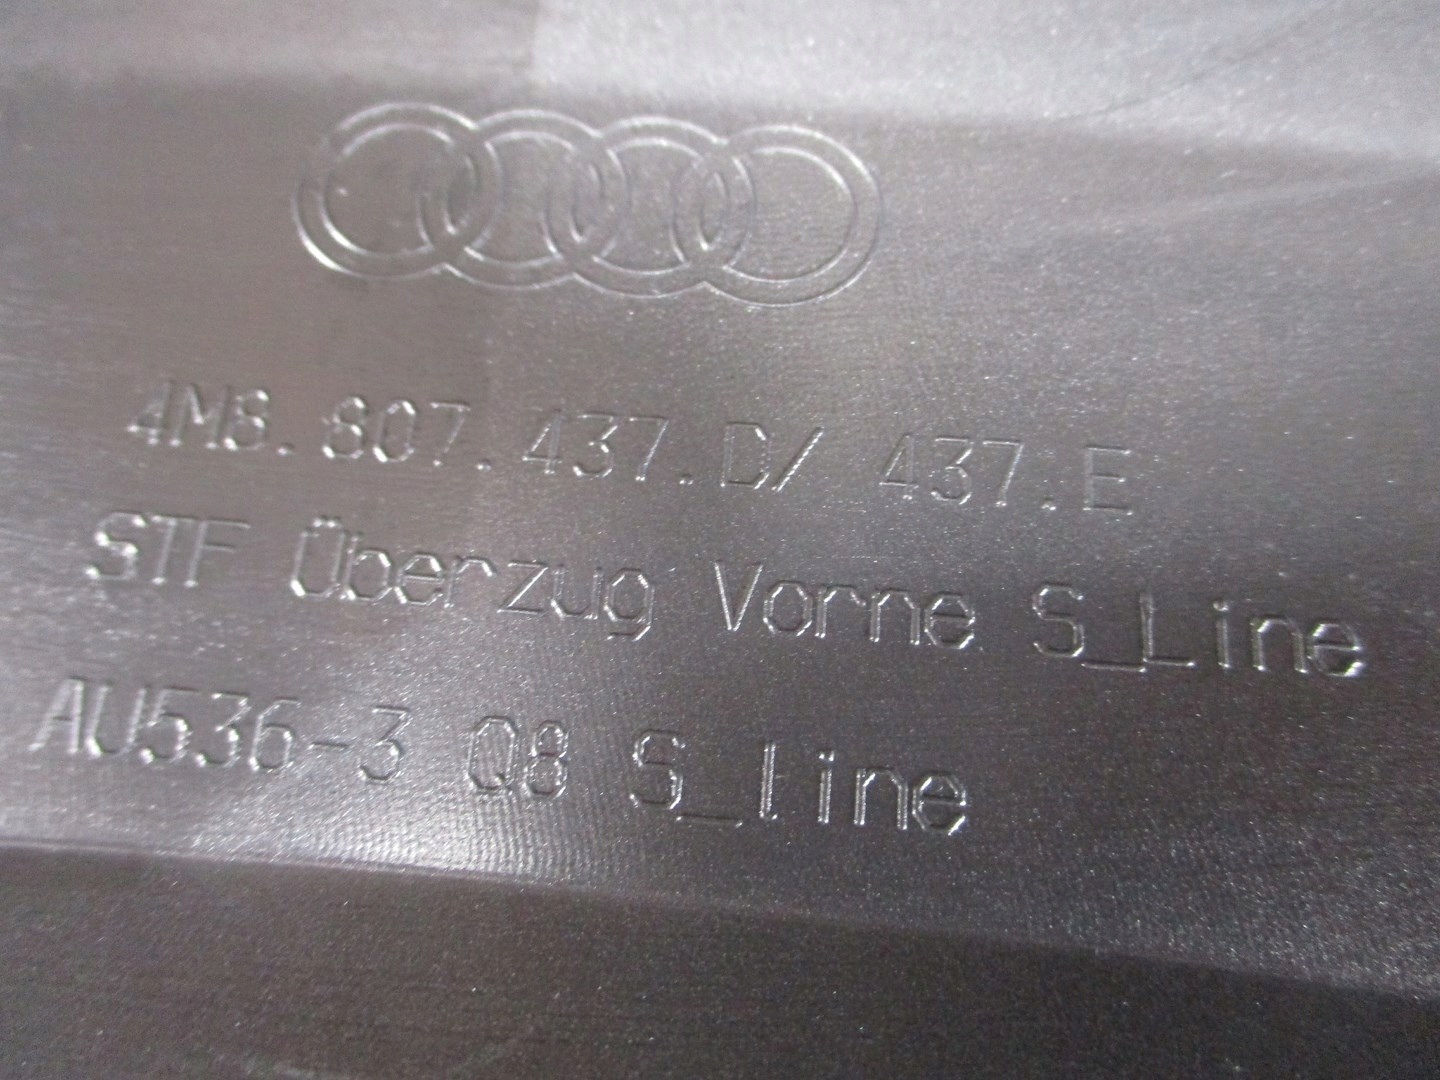 4M8.807.437.D/ 437.E
STF Überzug Vorne S_Line
AU536-3 Q8 S_line